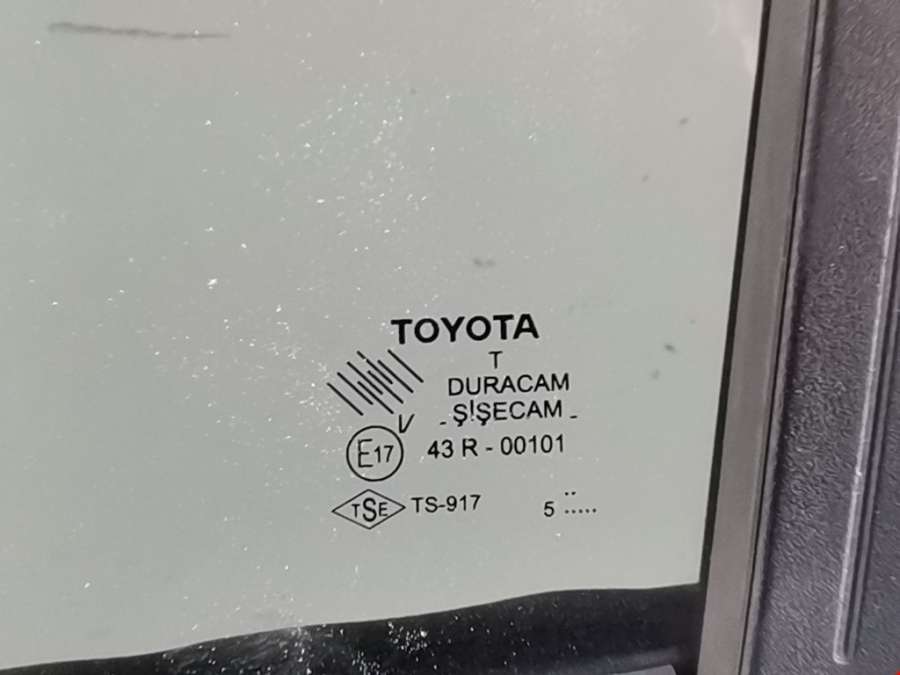 TOYOTA
T
DURACAM
ŞİŞECAM
V
E17 43 R - 00101
TSE TS-917 5